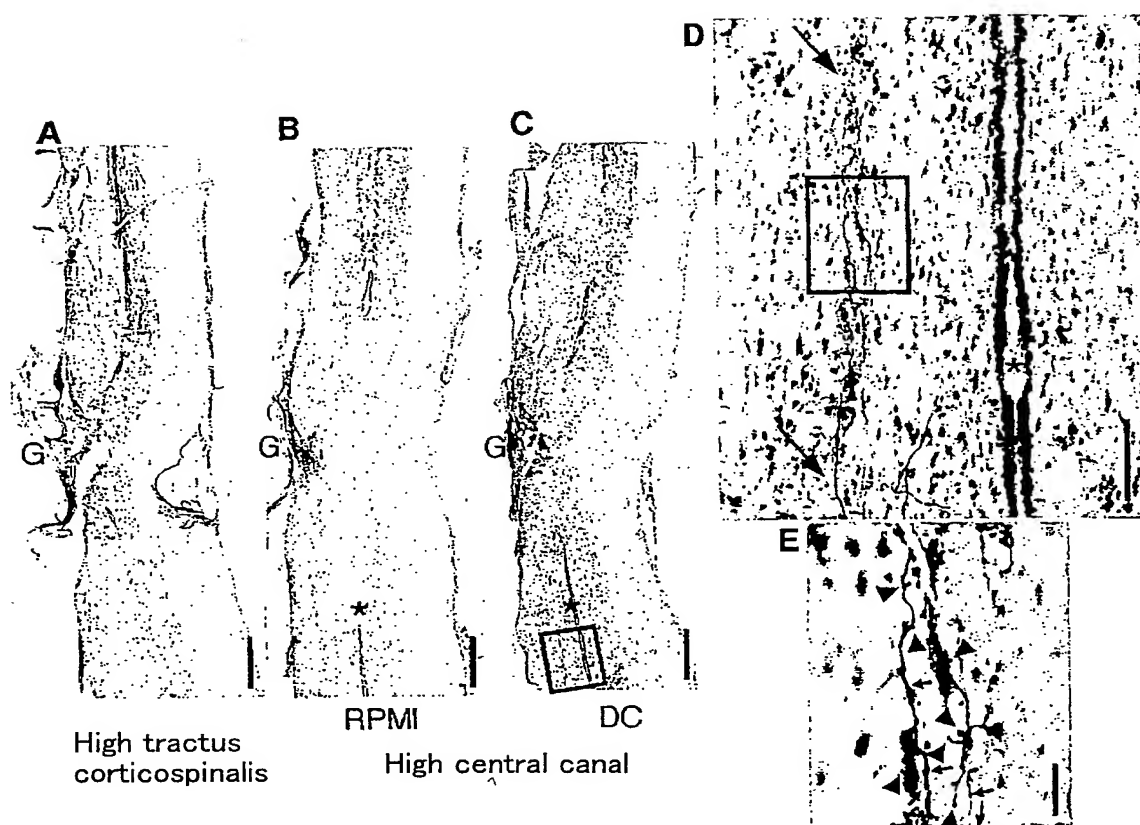 A
B
C
D
G
G
G
*
*
*
E
RPMI
DC
High tractus
corticospinalis
High central canal